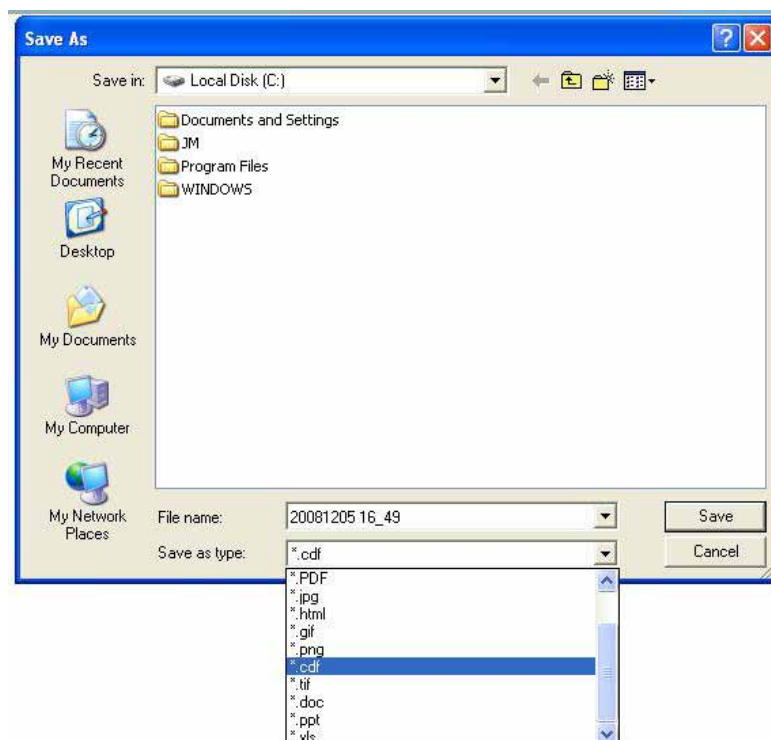 Save As
Save in:
Local Disk (C:)
My Recent
Documents
Desktop
My Documents
My Computer
My Network
Places
Documents and Settings
JM
Program Files
WINDOWS
File name:
20081205 16_49
Save
Save as type:
*.cdf
Cancel
*.PDF
*.jpg
*.html
*.gif
*.png
*.cdf
*.tif
*.doc
*.ppt
*.xls